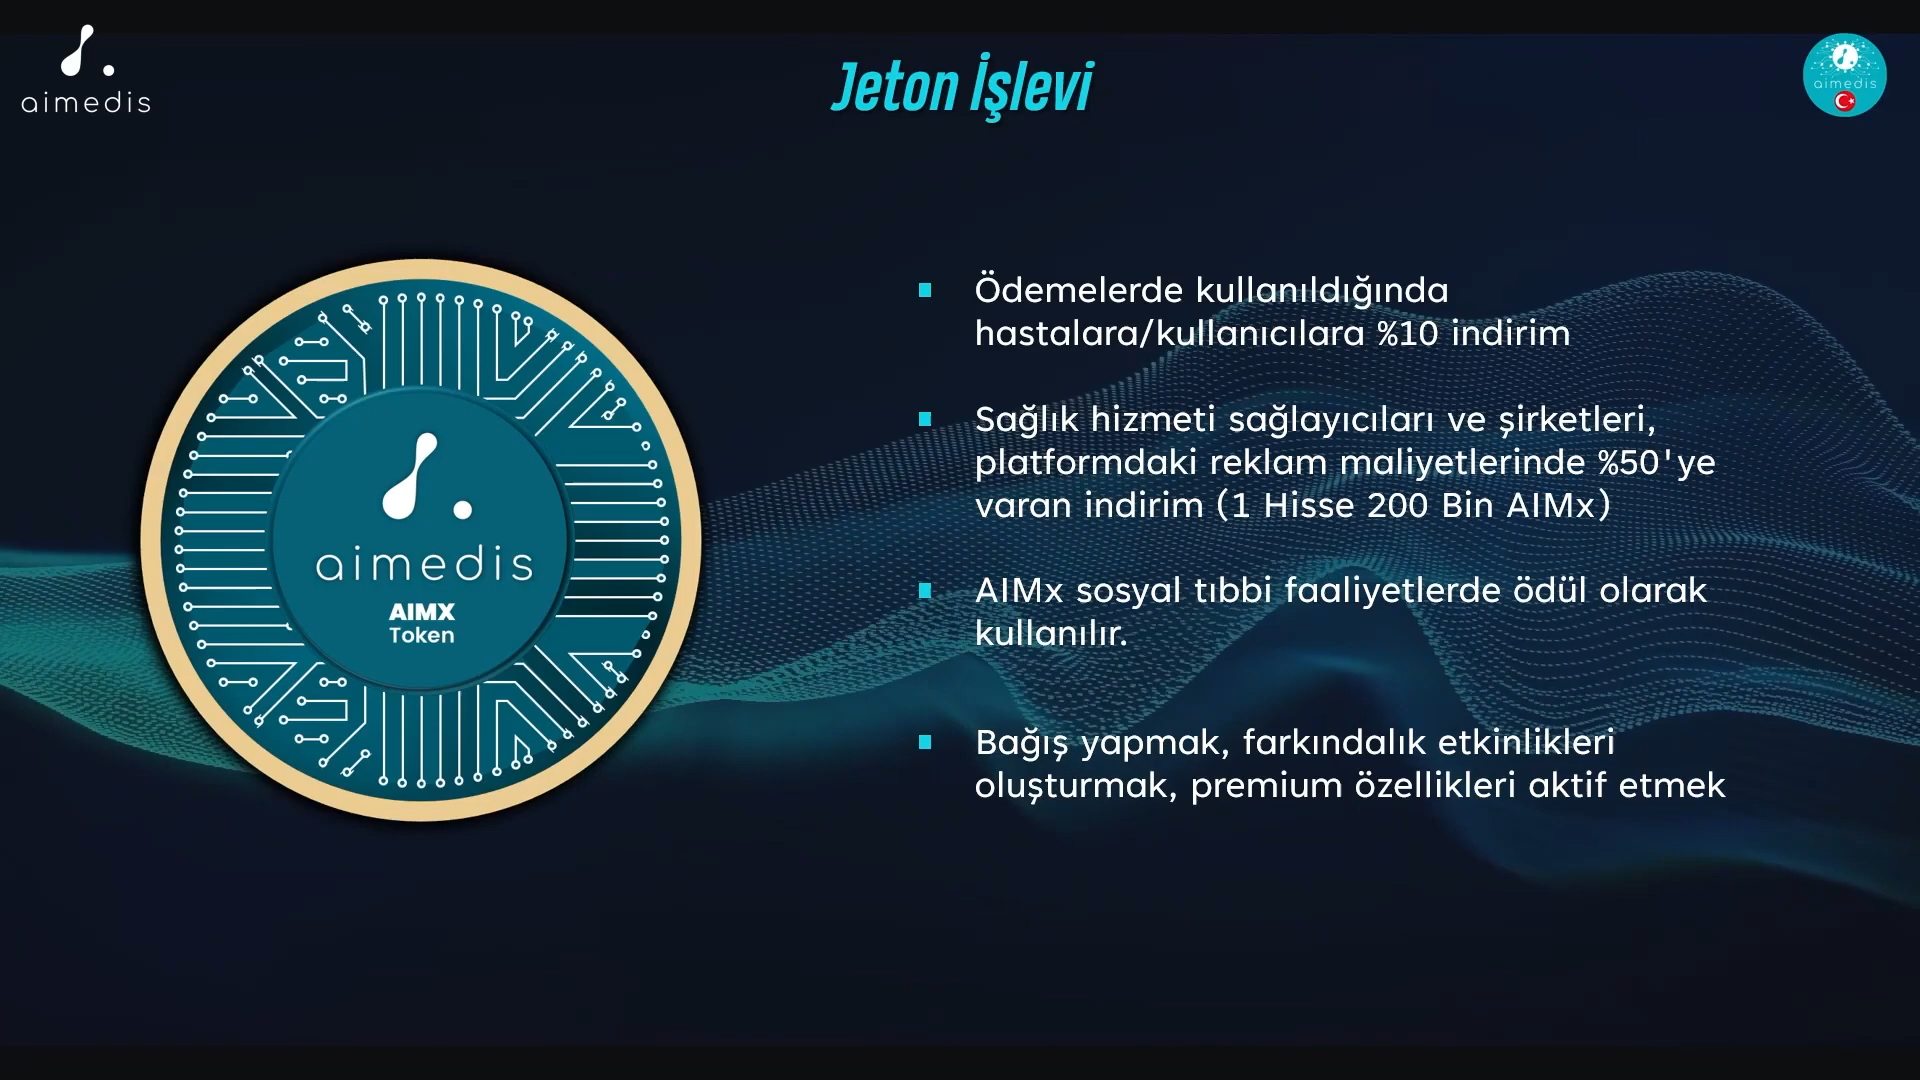 aimedis
Jeton İşlevi
aimedis
aimedis
AIMX
Token
Ödemelerde kullanıldığında
hastalara/kullanıcılara %10 indirim
Sağlık hizmeti sağlayıcıları ve şirketleri,
platformdaki reklam maliyetlerinde %50'ye
varan indirim (1 Hisse 200 Bin AIMx)
AIMx sosyal tıbbi faaliyetlerde ödül olarak
kullanılır.
Bağış yapmak, farkındalık etkinlikleri
oluşturmak, premium özellikleri aktif etmek